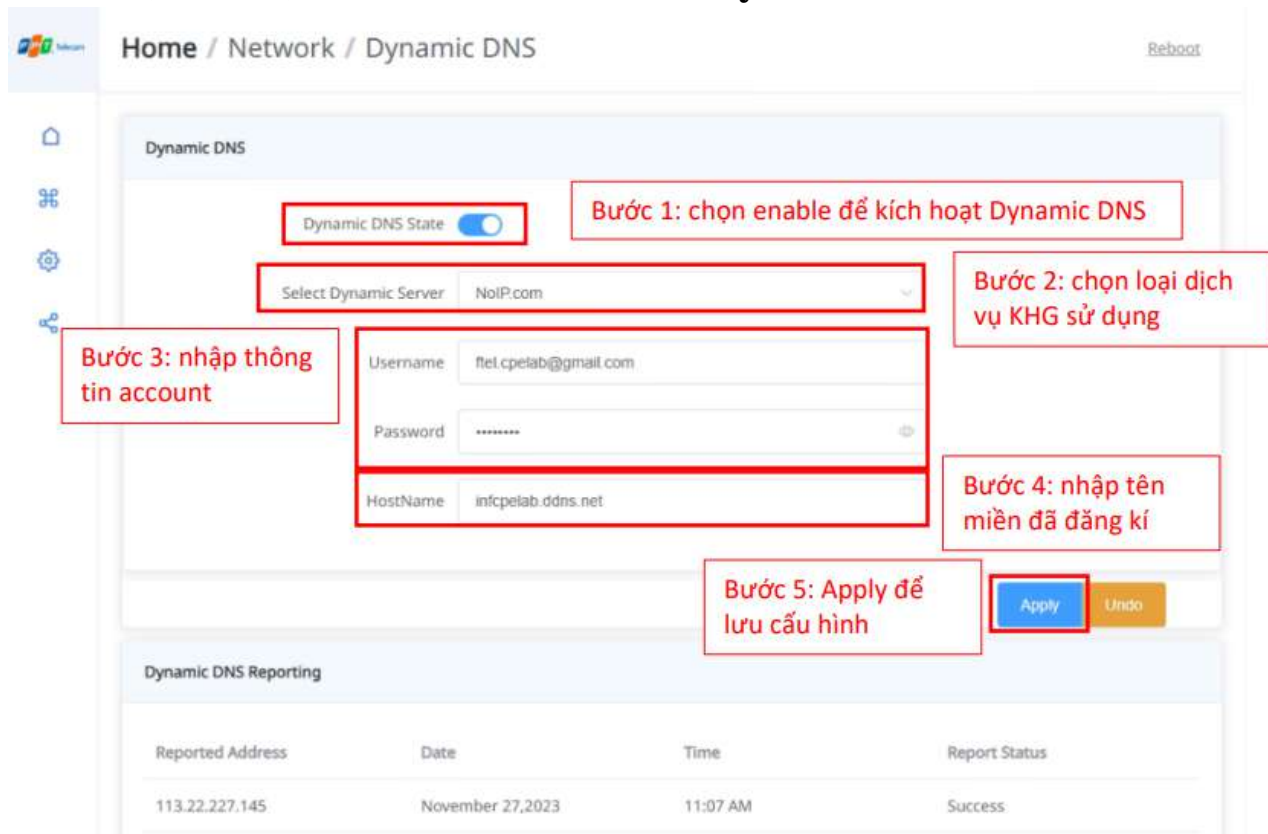 FPT Telecom
Home / Network / Dynamic DNS
Reboot
Dynamic DNS
Dynamic DNS State
Bước 1: chọn enable để kích hoạt Dynamic DNS
Select Dynamic Server
NoIP.com
Bước 2: chọn loại dịch
vụ KHG sử dụng
Bước 3: nhập thông
tin account
Username
ftel.cpelab@gmail.com
Password
••••••••
HostName
infcpelab.ddns.net
Bước 4: nhập tên
miền đã đăng kí
Bước 5: Apply để
lưu cấu hình
Apply
Undo
Dynamic DNS Reporting
Reported Address
Date
Time
Report Status
113.22.227.145
November 27,2023
11:07 AM
Success